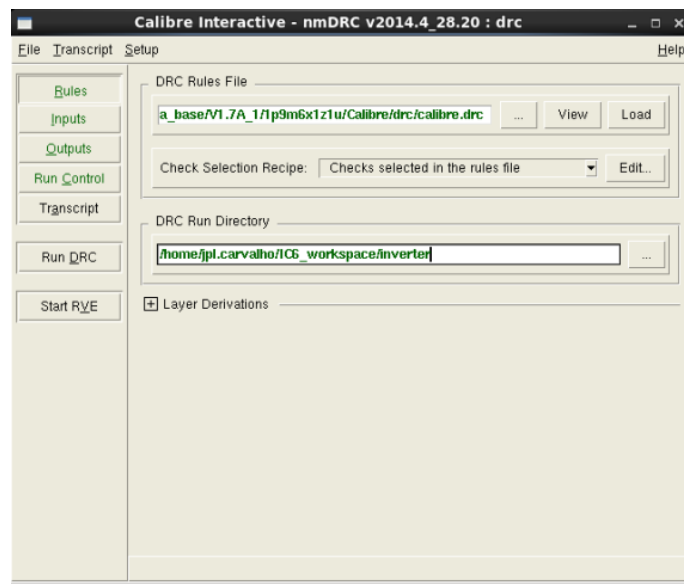 Calibre Interactive - nmDRC v2014.4_28.20 : drc
File Transcript Setup Help
Rules
Inputs
Outputs
Run Control
Transcript
Run DRC
Start RVE
DRC Rules File
a_base/V1.7A_1/1p9m6x1z1u/Calibre/drc/calibre.drc ... View Load
Check Selection Recipe: Checks selected in the rules file Edit...
DRC Run Directory
/home/jpl.carvalho/IC6_workspace/inverter ...
Layer Derivations